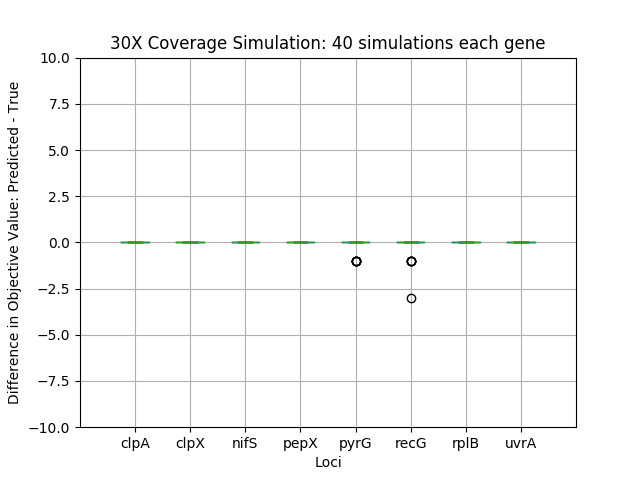 30X Coverage Simulation: 40 simulations each gene
Difference in Objective Value: Predicted - True
10.0
7.5
5.0
2.5
0.0
−2.5
−5.0
−7.5
−10.0
clpA clpX nifS pepX pyrG recG rplB uvrA
Loci